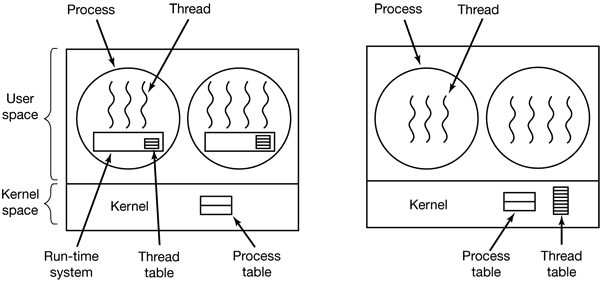 Process
Thread
User
space
Kernel
space
Kernel
Run-time
system
Thread
table
Process
table
Process
Thread
Kernel
Process
table
Thread
table